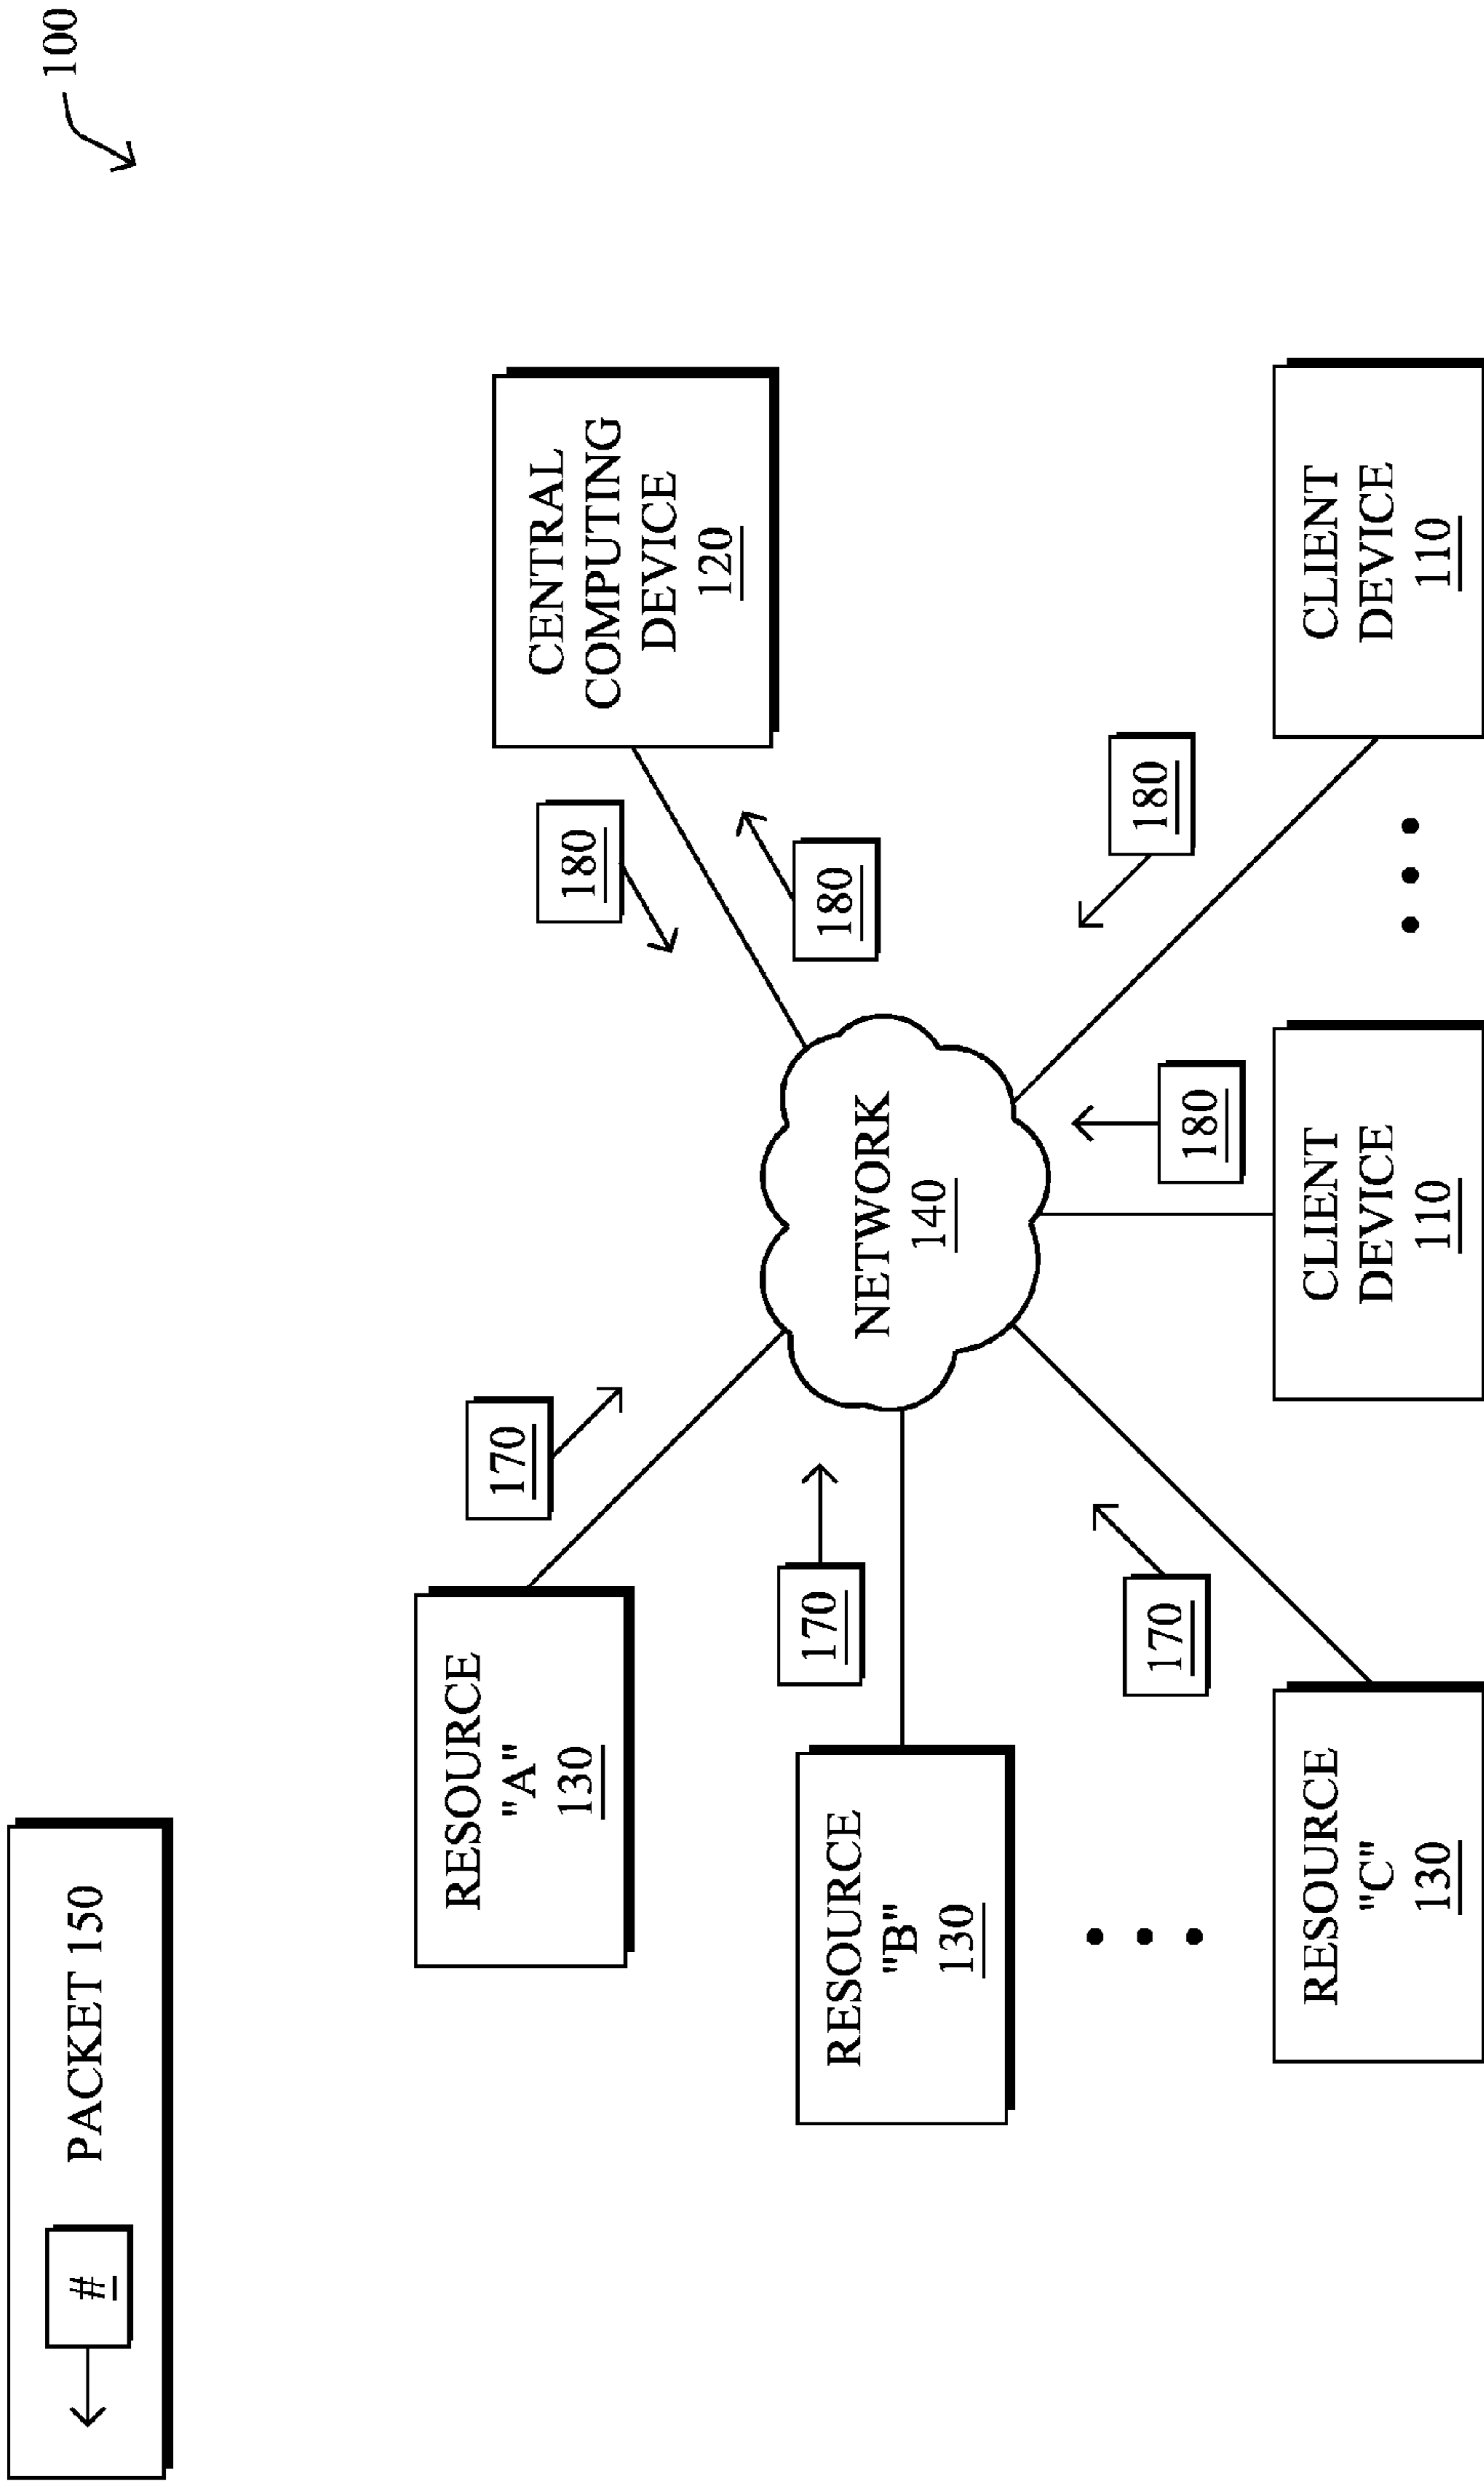 100
PACKET 150
#
RESOURCE
"A"
130
170
180
CENTRAL
COMPUTING
DEVICE
120
180
RESOURCE
"B"
130
170
NETWORK
140
170
180
180
RESOURCE
"C"
130
CLIENT
DEVICE
110
CLIENT
DEVICE
110